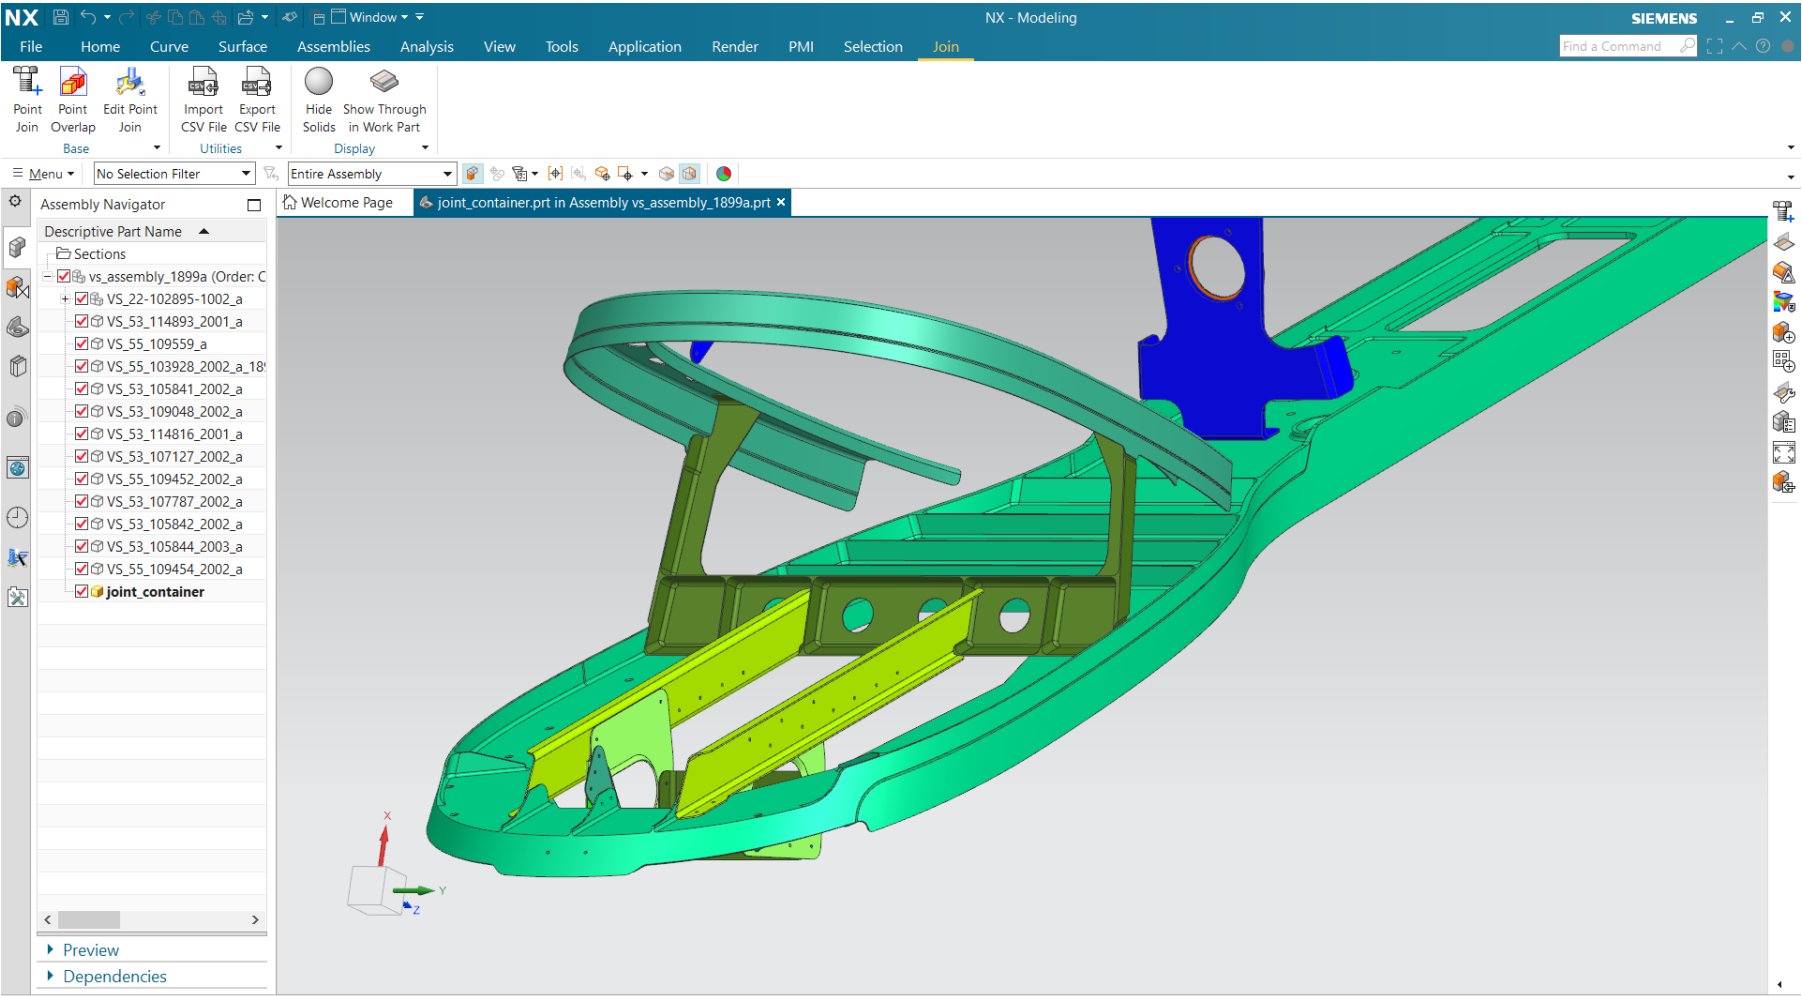 NX Window NX - Modeling SIEMENS
File Home Curve Surface Assemblies Analysis View Tools Application Render PMI Selection Join Find a Command
Point Join Point Overlap Edit Point Join Import CSV File Export CSV File Hide Solids Show Through in Work Part
Base Utilities Display
Menu No Selection Filter Entire Assembly
Assembly Navigator Welcome Page joint_container.prt in Assembly vs_assembly_1899a.prt
Descriptive Part Name
Sections
vs_assembly_1899a (Order: C
VS_22-102895-1002_a
VS_53_114893_2001_a
VS_55_109559_a
VS_55_103928_2002_a_18
VS_53_105841_2002_a
VS_53_109048_2002_a
VS_53_114816_2001_a
VS_53_107127_2002_a
VS_55_109452_2002_a
VS_53_107787_2002_a
VS_53_105842_2002_a
VS_53_105844_2003_a
VS_55_109454_2002_a
joint_container
X
Y
Z
Preview
Dependencies